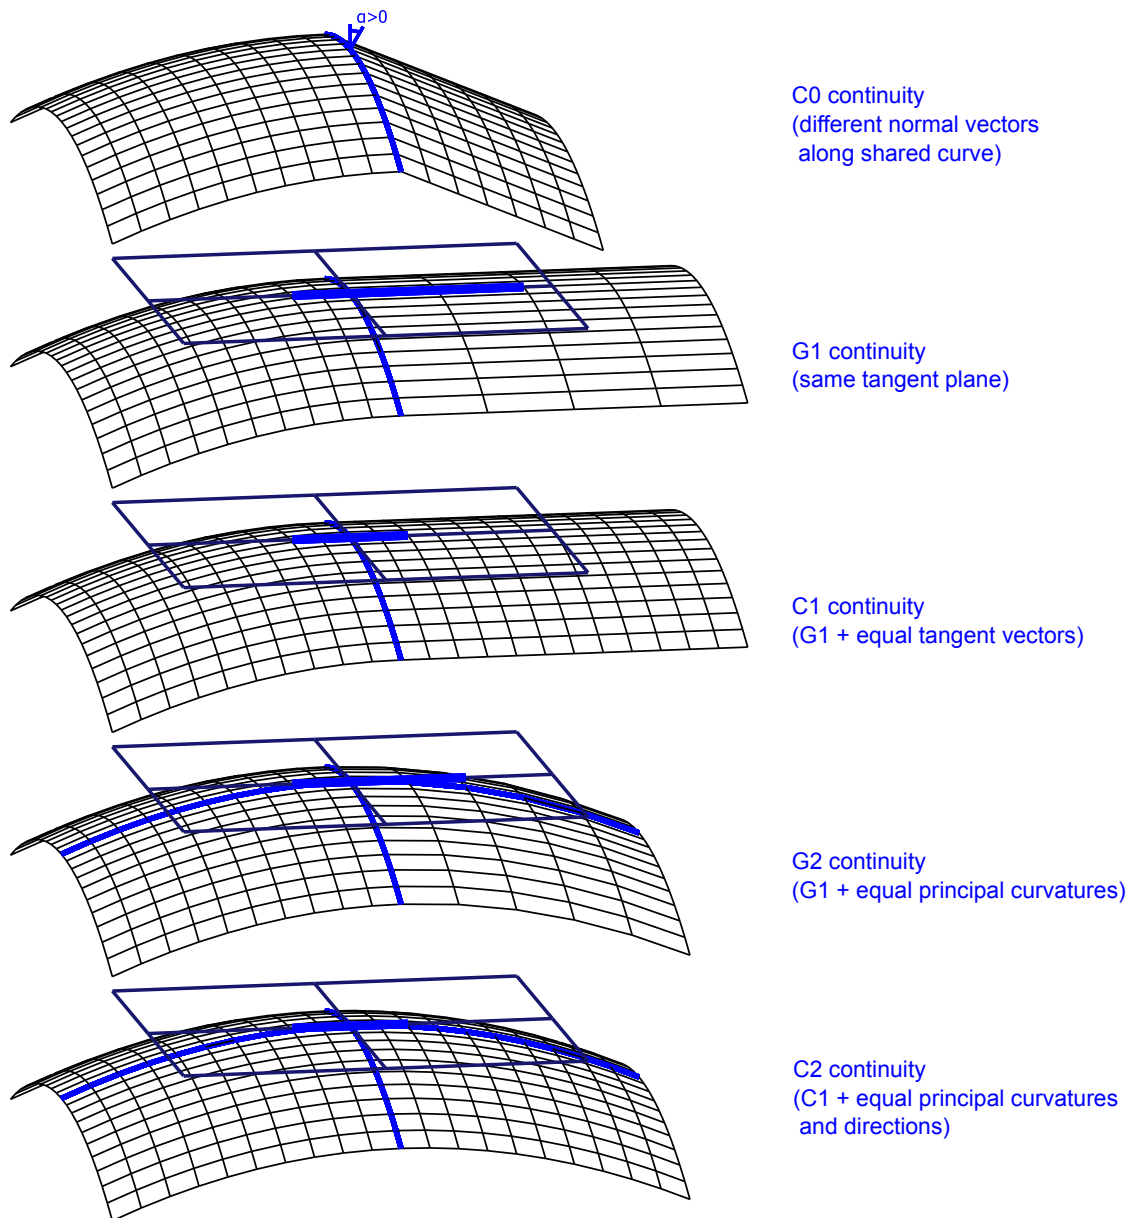 α>0
C0 continuity
(different normal vectors
along shared curve)
G1 continuity
(same tangent plane)
C1 continuity
(G1 + equal tangent vectors)
G2 continuity
(G1 + equal principal curvatures)
C2 continuity
(C1 + equal principal curvatures
and directions)